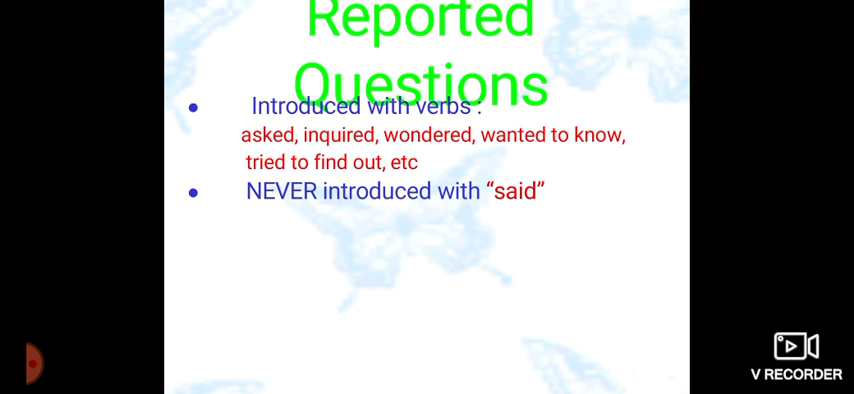 Reported
Questions
● Introduced with verbs :
asked, inquired, wondered, wanted to know,
tried to find out, etc
● NEVER introduced with “said”
V RECORDER